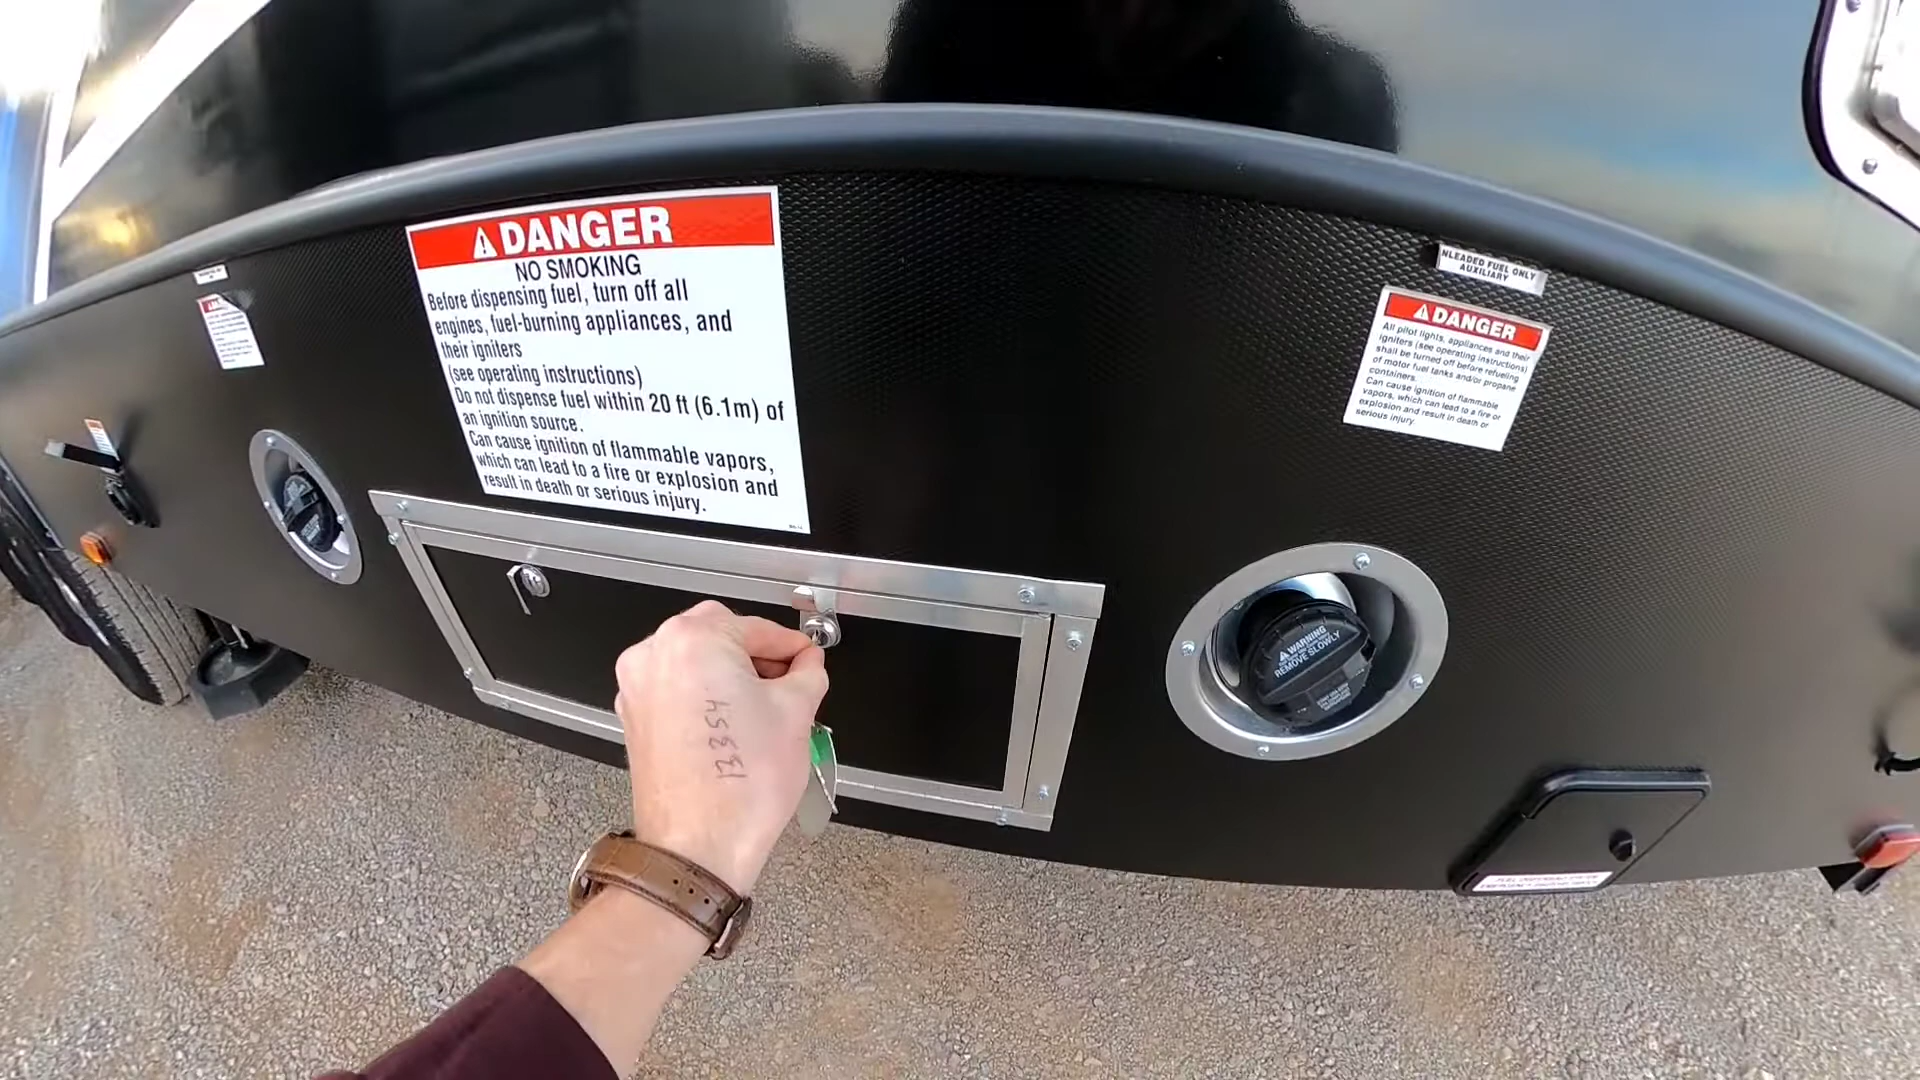 DANGER
NO SMOKING
Before dispensing fuel, turn off all
engines, fuel-burning appliances, and
their igniters
(see operating instructions)
Do not dispense fuel within 20 ft (6.1m) of
an ignition source.
Can cause ignition of flammable vapors,
which can lead to a fire or explosion and
result in death or serious injury.
NLEADED FUEL ONLY
AUXILIARY
DANGER
All pilot lights, appliances and their
igniters (see operating instructions)
shall be turned off before refueling
of motor fuel tanks and/or propane
containers.
Can cause ignition of flammable
vapors, which can lead to a fire or
explosion and result in death or
serious injury.
WARNING
REMOVE SLOWLY